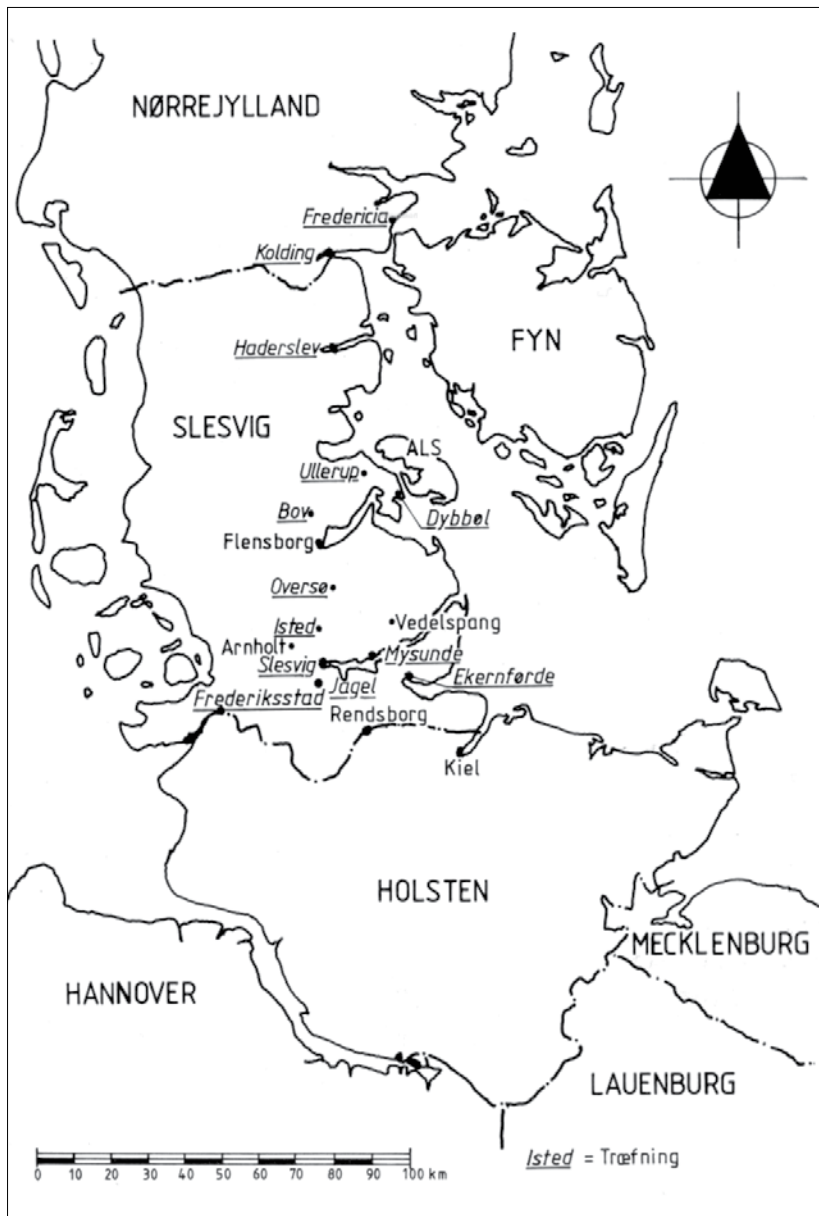 NØRREJYLLAND
Fredericia
Kolding
Haderslev
FYN
SLESVIG
ALS
Ullerup
Bov
Dybbøl
Flensborg
Oversø
Isted
Vedelspang
Arnholt
Slesvig
Mysunde
Jagel
Ekernførde
Frederiksstad
Rendsborg
Kiel
HOLSTEN
MECKLENBURG
HANNOVER
LAUENBURG
0 10 20 30 40 50 60 70 80 90 100 km
Isted = Træfning